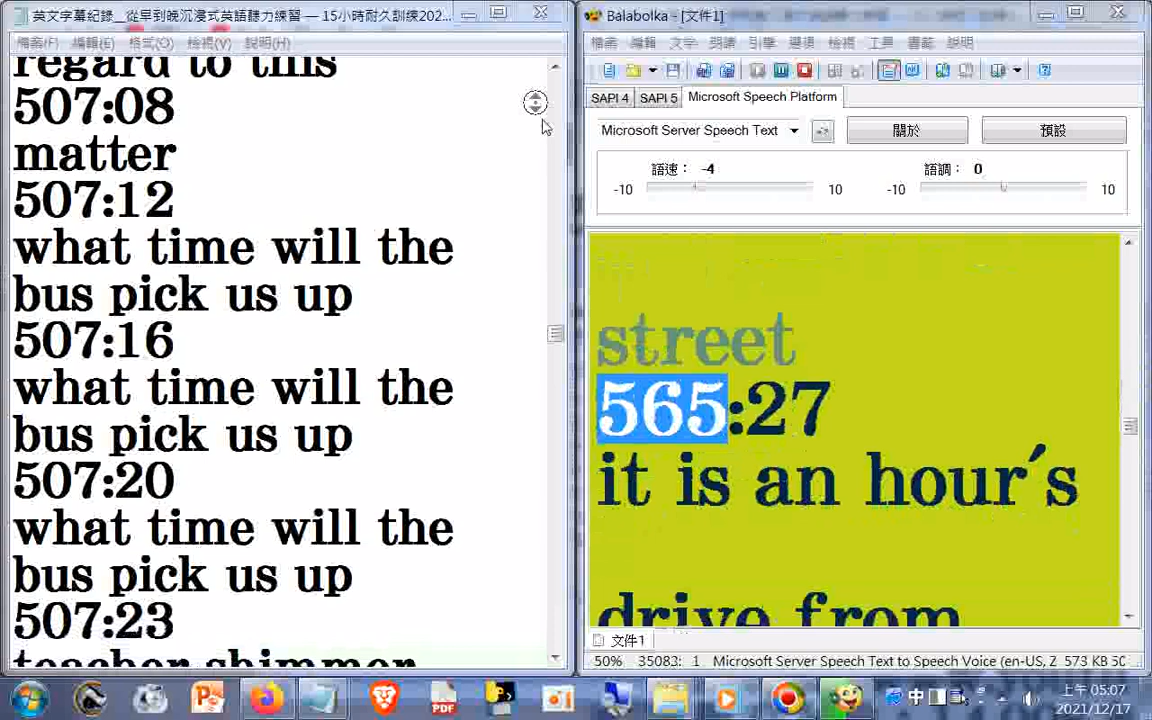 英文字幕紀錄__從早到晚沉浸式英語聽力練習 — 15小時耐久訓練202...
檔案(F) 編輯(E) 格式(O) 檢視(V) 說明(H)
regard to this
507:08
matter
507:12
what time will the
bus pick us up
507:16
what time will the
bus pick us up
507:20
what time will the
bus pick us up
507:23
teacher shimmer
Balabolka - [文件1]
檔案 編輯 文字 朗讀 引擎 選項 檢視 工具 書籤 說明
SAPI 4 SAPI 5 Microsoft Speech Platform
Microsoft Server Speech Text 關於 預設
語速： -4 語調： 0
-10 10 -10 10
street
565:27
it is an hour's
drive from
文件1
50% 35083: 1 Microsoft Server Speech Text to Speech Voice (en-US, Z 573 KB 50
PDF 中 上午 05:07
2021/12/17